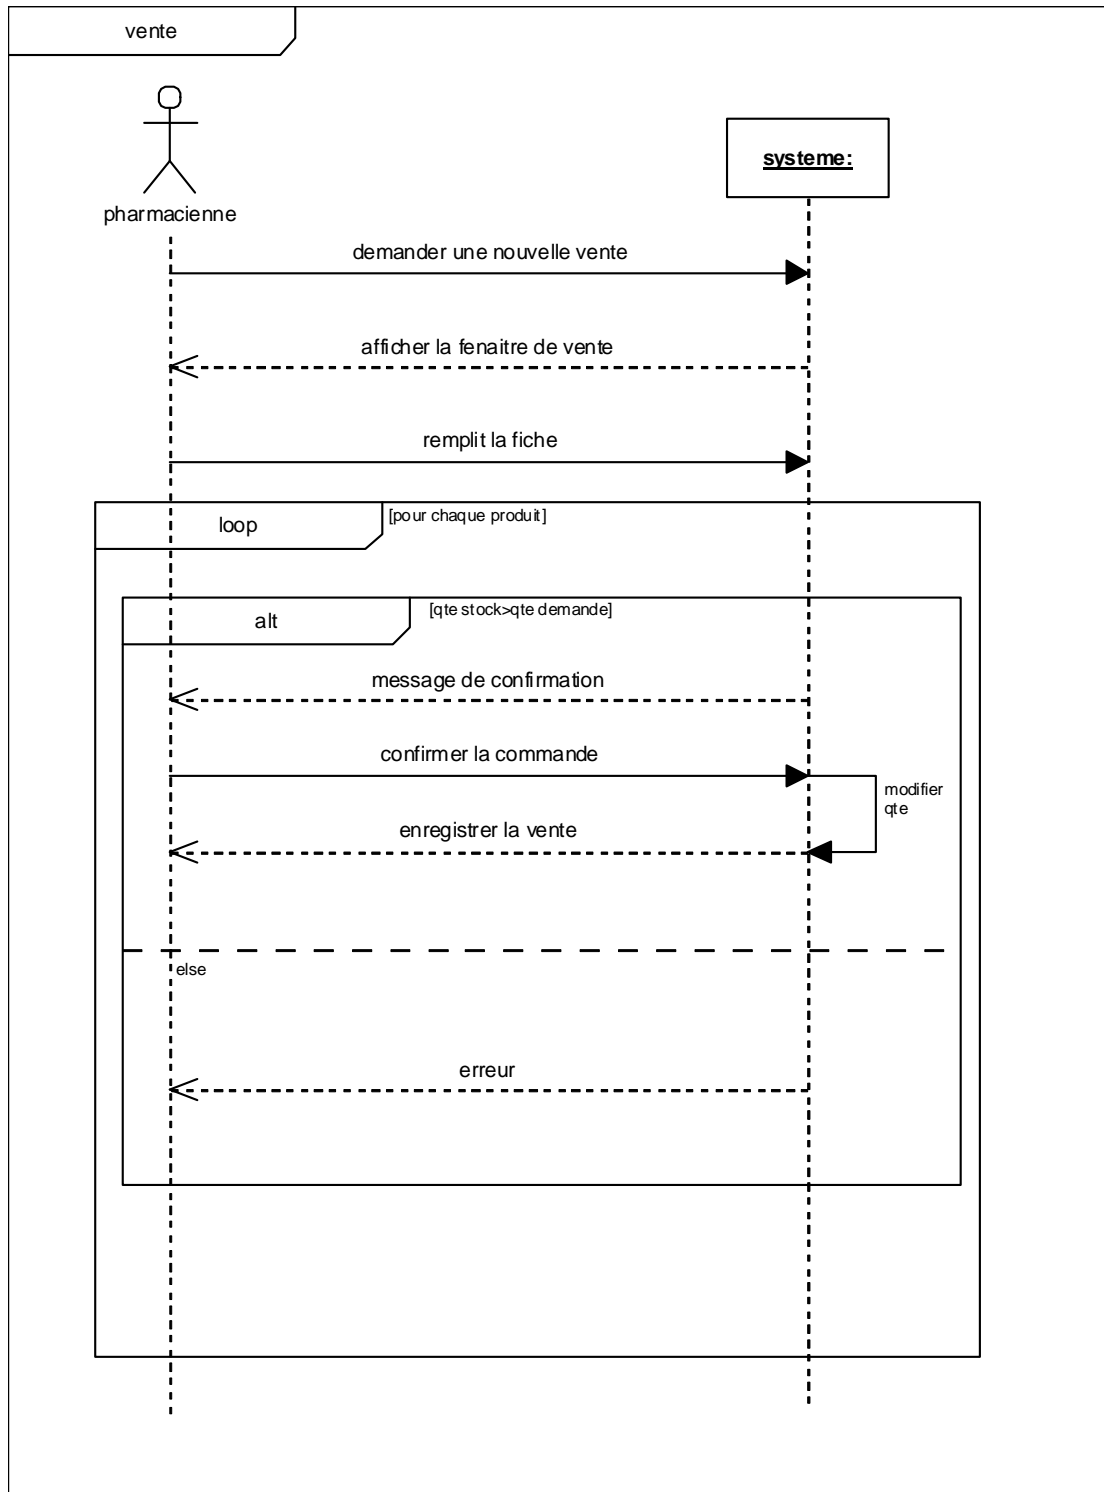 vente
systeme:
pharmacienne
demander une nouvelle vente
afficher la fenaitre de vente
remplit la fiche
loop
[pour chaque produit]
alt
[qte stock>qte demande]
message de confirmation
confirmer la commande
modifier
qte
enregistrer la vente
else
erreur